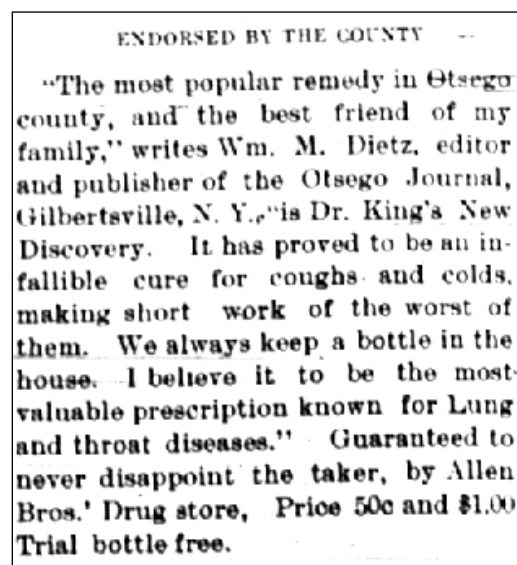 ENDORSED BY THE COUNTY
"The most popular remedy in Otsego
county, and the best friend of my
family," writes Wm. M. Dietz, editor
and publisher of the Otsego Journal,
Gilbertsville, N. Y., "is Dr. King's New
Discovery. It has proved to be an in-
fallible cure for coughs and colds,
making short work of the worst of
them. We always keep a bottle in the
house. I believe it to be the most
valuable prescription known for Lung
and throat diseases." Guaranteed to
never disappoint the taker, by Allen
Bros.' Drug store, Price 50c and $1.00
Trial bottle free.